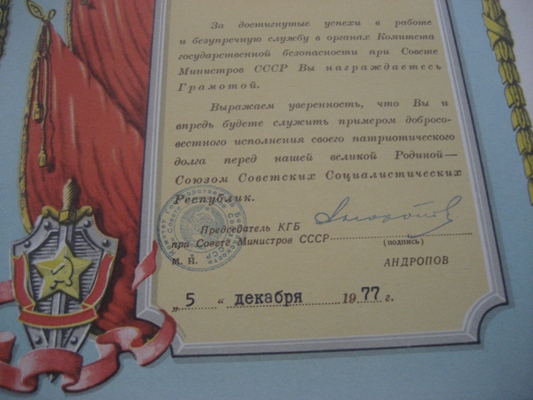 За достигнутые успехи в работе
и безупречную службу в органах Комитета
государственной безопасности при Совете
Министров СССР Вы награждаетесь
Грамотой.
Выражаем уверенность, что Вы и
впредь будете служить примером добросо-
вестного исполнения своего патриотического
долга перед нашей великой Родиной—
Союзом Советских Социалистических
Республик.
Председатель КГБ
при Совете Министров СССР
(подпись)
М. П.
АНДРОПОВ
„ 5 “ декабря 1977 г.